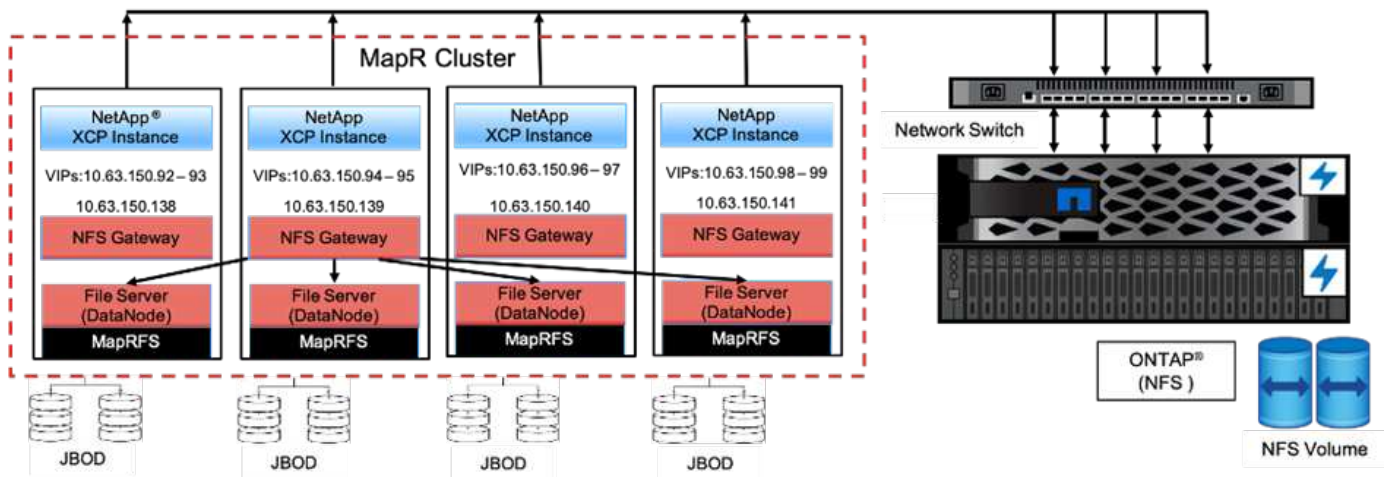 MapR Cluster
NetApp®
XCP Instance
VIPs:10.63.150.92–93
10.63.150.138
NFS Gateway
File Server
(DataNode)
MapRFS
JBOD
NetApp
XCP Instance
VIPs:10.63.150.94–95
10.63.150.139
NFS Gateway
File Server
(DataNode)
MapRFS
JBOD
NetApp
XCP Instance
VIPs:10.63.150.96–97
10.63.150.140
NFS Gateway
File Server
(DataNode)
MapRFS
JBOD
NetApp
XCP Instance
VIPs:10.63.150.98–99
10.63.150.141
NFS Gateway
File Server
(DataNode)
MapRFS
JBOD
Network Switch
ONTAP®
(NFS )
NFS Volume